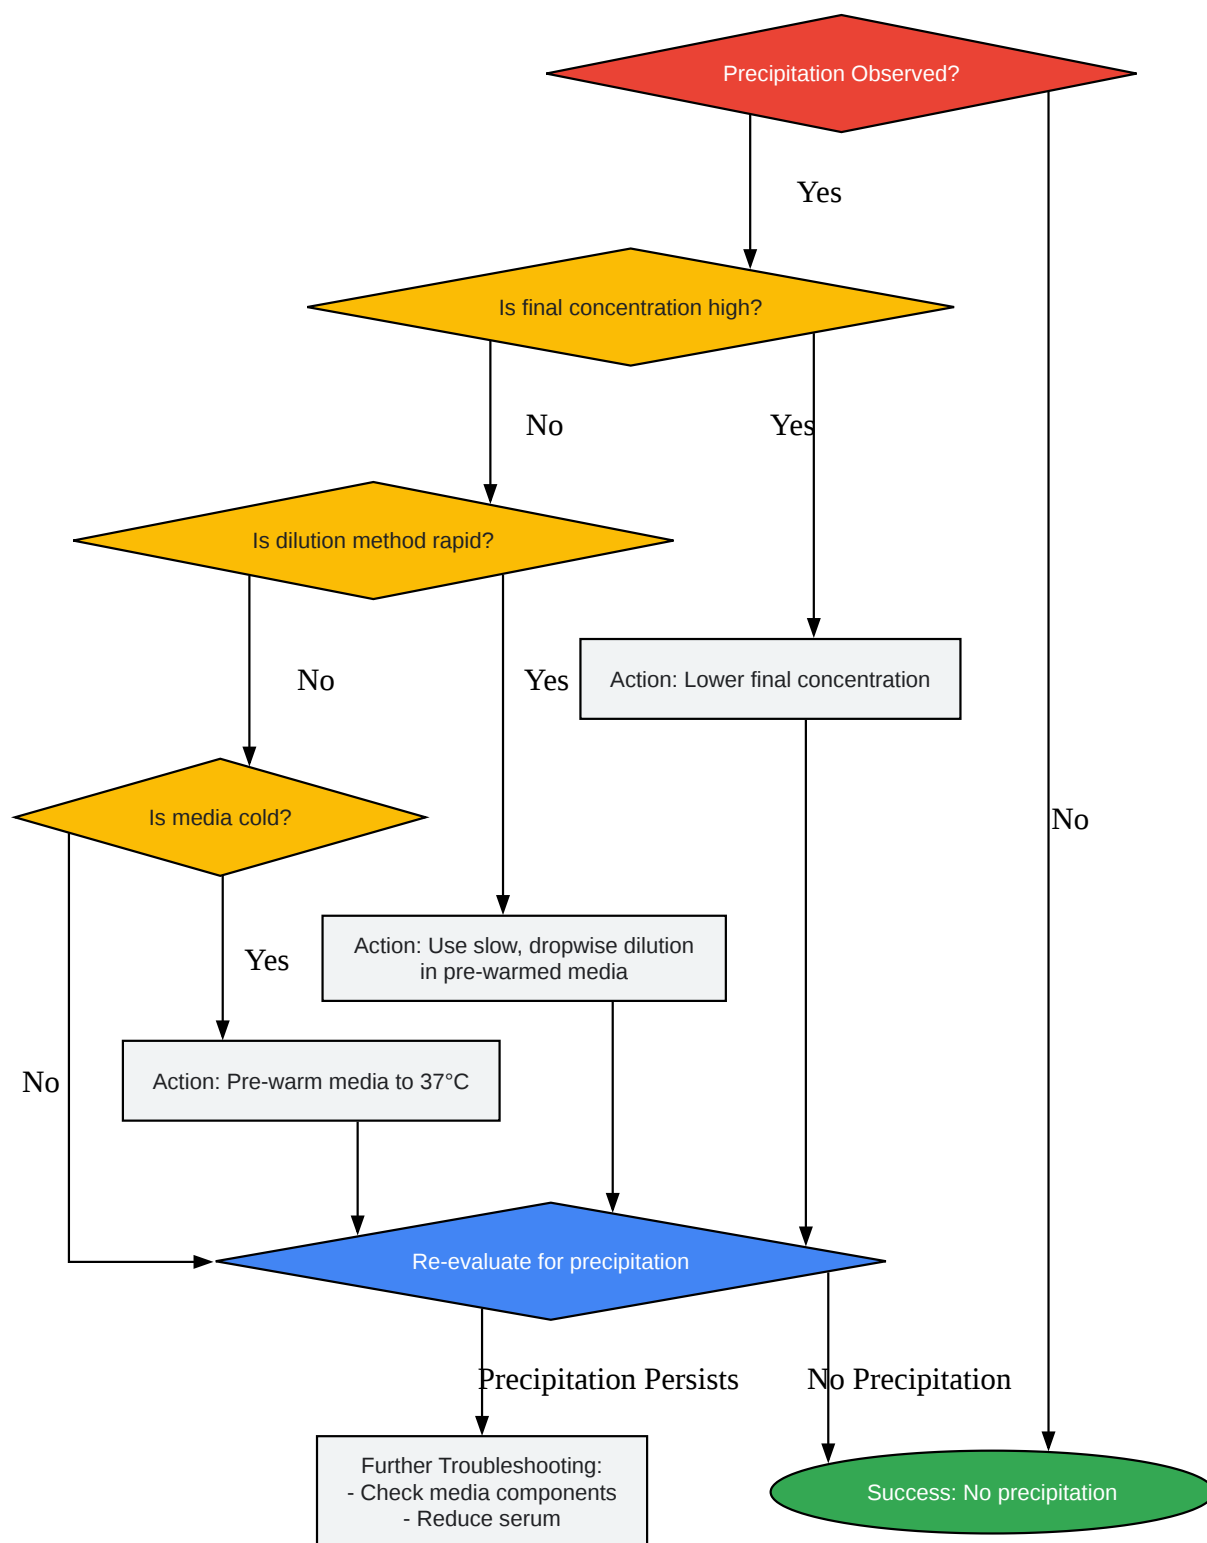 Precipitation Observed?
Yes
Is final concentration high?
No
Yes
Is dilution method rapid?
No
Yes
Action: Lower final concentration
Is media cold?
No
Yes
Action: Use slow, dropwise dilution
in pre-warmed media
No
Action: Pre-warm media to 37°C
Re-evaluate for precipitation
Precipitation Persists
No Precipitation
Further Troubleshooting:
- Check media components
- Reduce serum
Success: No precipitation